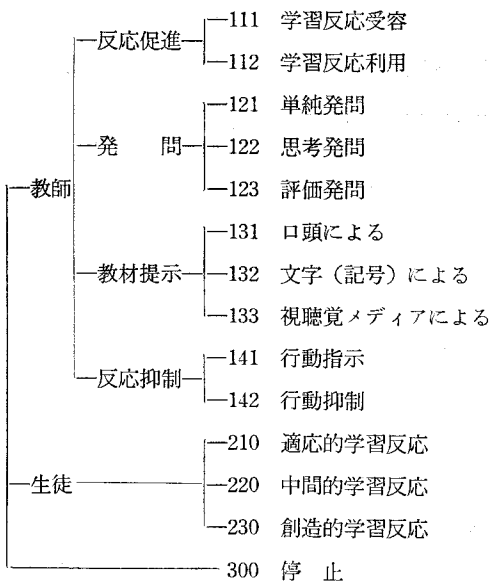 111 学習反応受容
反応促進
112 学習反応利用
121 単純発問
発 問 122 思考発問
123 評価発問
教師
131 口頭による
教材提示 132 文字(記号)による
133 視聴覚メディアによる
141 行動指示
反応抑制
142 行動抑制
210 適応的学習反応
生徒 220 中間的学習反応
230 創造的学習反応
300 停 止